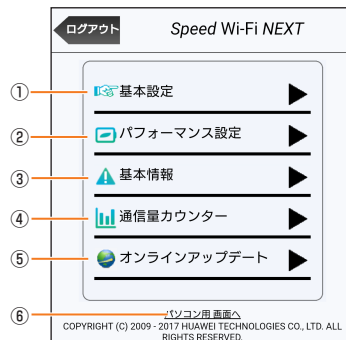 ログアウト Speed Wi-Fi NEXT
① 基本設定
② パフォーマンス設定
③ 基本情報
④ 通信量カウンター
⑤ オンラインアップデート
⑥ パソコン用 画面へ
COPYRIGHT (C) 2009 - 2017 HUAWEI TECHNOLOGIES CO., LTD. ALL
RIGHTS RESERVED.